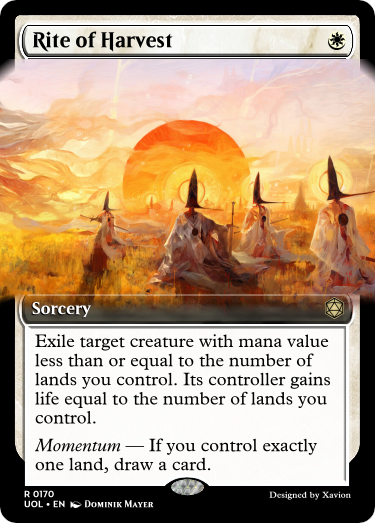 Rite of Harvest
Sorcery
Exile target creature with mana value
less than or equal to the number of
lands you control. Its controller gains
life equal to the number of lands you
control.
Momentum — If you control exactly
one land, draw a card.
R 0170
UOL • EN Dominik Mayer
Designed by Xavion